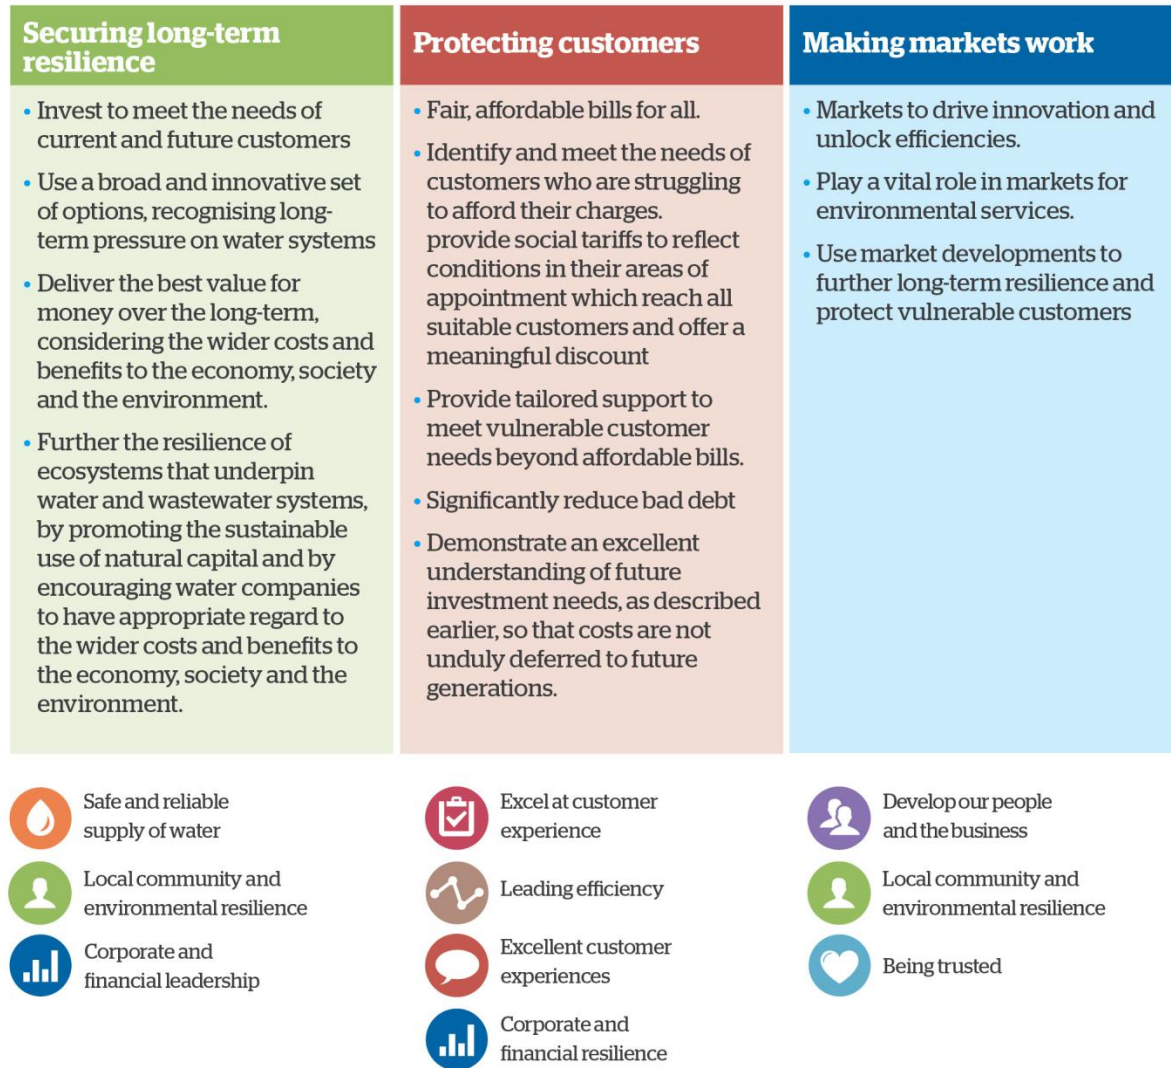 Securing long-term
resilience
• Invest to meet the needs of
current and future customers
• Use a broad and innovative set
of options, recognising long-
term pressure on water systems
• Deliver the best value for
money over the long-term,
considering the wider costs and
benefits to the economy, society
and the environment.
• Further the resilience of
ecosystems that underpin
water and wastewater systems,
by promoting the sustainable
use of natural capital and by
encouraging water companies
to have appropriate regard to
the wider costs and benefits to
the economy, society and the
environment.
Protecting customers
• Fair, affordable bills for all.
• Identify and meet the needs of
customers who are struggling
to afford their charges.
provide social tariffs to reflect
conditions in their areas of
appointment which reach all
suitable customers and offer a
meaningful discount
• Provide tailored support to
meet vulnerable customer
needs beyond affordable bills.
• Significantly reduce bad debt
• Demonstrate an excellent
understanding of future
investment needs, as described
earlier, so that costs are not
unduly deferred to future
generations.
Making markets work
• Markets to drive innovation and
unlock efficiencies.
• Play a vital role in markets for
environmental services.
• Use market developments to
further long-term resilience and
protect vulnerable customers
Safe and reliable
supply of water
Local community and
environmental resilience
Corporate and
financial leadership
Excel at customer
experience
Leading efficiency
Excellent customer
experiences
Corporate and
financial resilience
Develop our people
and the business
Local community and
environmental resilience
Being trusted